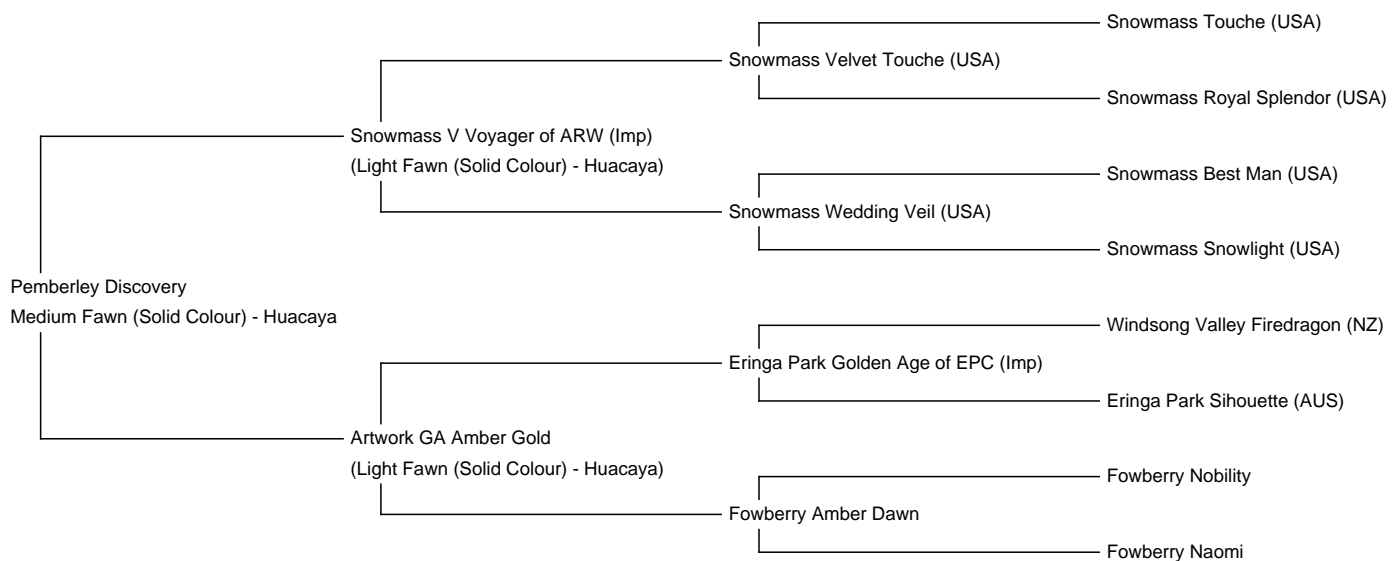 Snowmass Touche (USA)
Snowmass Velvet Touche (USA)
Snowmass Royal Splendor (USA)
Snowmass V Voyager of ARW (Imp)
(Light Fawn (Solid Colour) - Huacaya)
Snowmass Best Man (USA)
Snowmass Wedding Veil (USA)
Snowmass Snowlight (USA)
Pemberley Discovery
Medium Fawn (Solid Colour) - Huacaya
Windsong Valley Firedragon (NZ)
Eringa Park Golden Age of EPC (Imp)
Eringa Park Sihouette (AUS)
Artwork GA Amber Gold
(Light Fawn (Solid Colour) - Huacaya)
Fowberry Nobility
Fowberry Amber Dawn
Fowberry Naomi